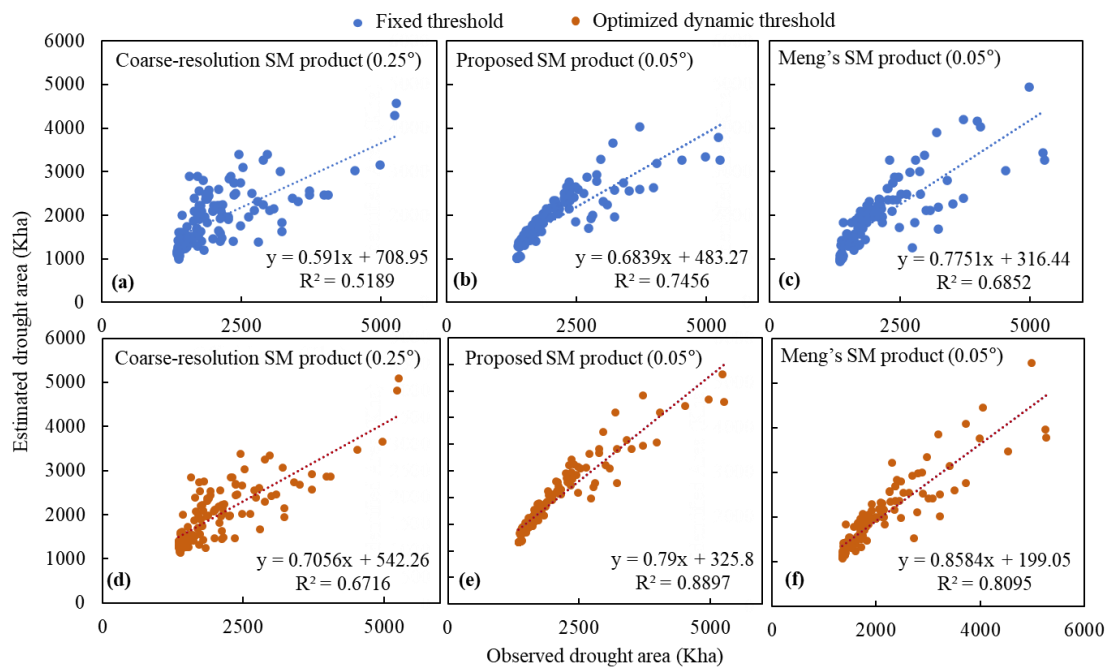 Fixed threshold Optimized dynamic threshold
Estimated drought area (Kha)
6000
5000
4000
3000
2000
1000
0
Coarse-resolution SM product (0.25°)
y = 0.591x + 708.95
R² = 0.5189
(a)
0 2500 5000
Proposed SM product (0.05°)
y = 0.6839x + 483.27
R² = 0.7456
(b)
0 2500 5000
Meng's SM product (0.05°)
y = 0.7751x + 316.44
R² = 0.6852
(c)
0 2500 5000
6000
5000
4000
3000
2000
1000
0
Coarse-resolution SM product (0.25°)
y = 0.7056x + 542.26
R² = 0.6716
(d)
0 2500 5000
Proposed SM product (0.05°)
y = 0.79x + 325.8
R² = 0.8897
(e)
0 2500 5000
Meng's SM product (0.05°)
y = 0.8584x + 199.05
R² = 0.8095
(f)
0 2000 4000 6000
Observed drought area (Kha)